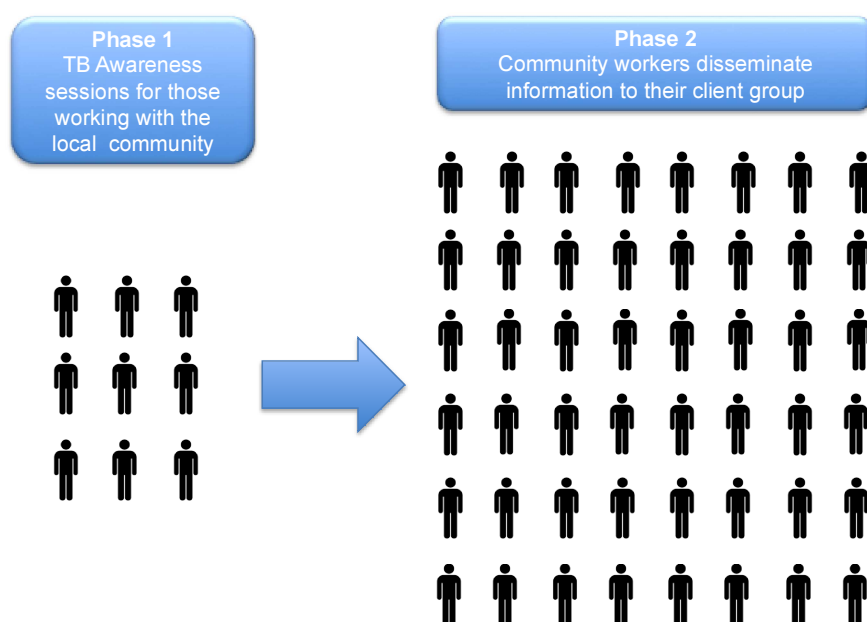 Phase 1
TB Awareness
sessions for those
working with the
local community
Phase 2
Community workers disseminate
information to their client group